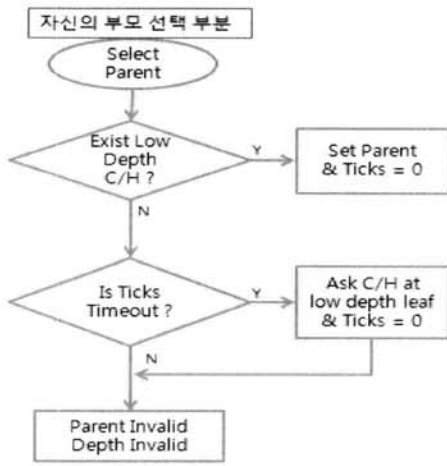 자신의 부모 선택 부분
Select
Parent
Exist Low
Depth
C/H ?
Y
Set Parent
& Ticks = 0
N
Is Ticks
Timeout ?
Y
Ask C/H at
low depth leaf
& Ticks = 0
N
Parent Invalid
Depth Invalid